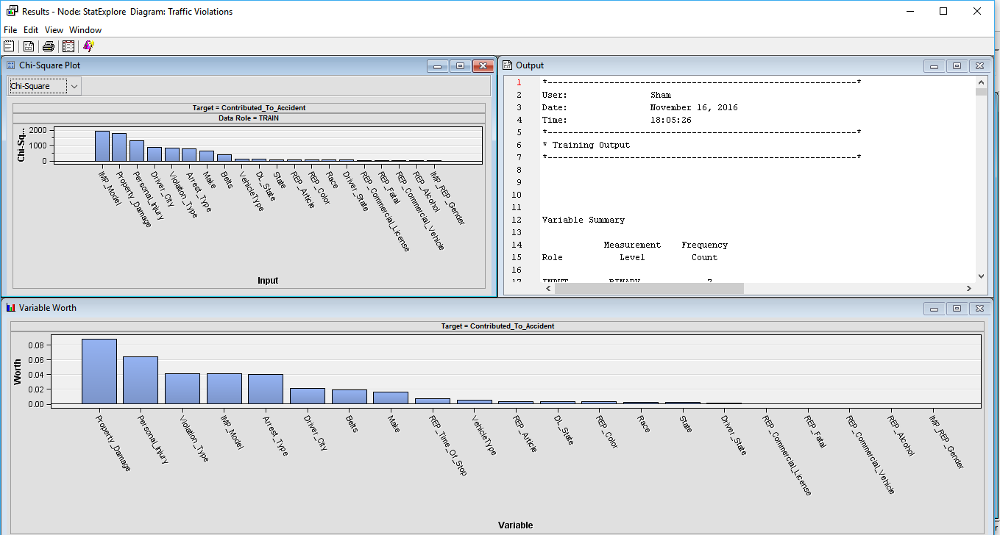 Results - Node: StatExplore Diagram: Traffic Violations
File Edit View Window
Chi-Square Plot
Chi-Square
Target = Contributed_To_Accident
Data Role = TRAIN
Chi-Sq...
2000
1000
0
IMP_Model
Property_Damage
Personal_Injury
Driver_City
Violation_Type
Arrest_Type
Make
Belts
VehicleType
DL_State
State
REP_Article
REP_Color
Race
Driver_State
REP_Commercial_License
REP_Fatal
REP_Commercial_Vehicle
REP_Alcohol
IMP_REP_Gender
Input
Output
1 *------------------------------------------------------------*
2 User: Sham
3 Date: November 16, 2016
4 Time: 18:05:26
5 *------------------------------------------------------------*
6 * Training Output
7 *------------------------------------------------------------*
8
9
10
11
12 Variable Summary
13
14 Measurement Frequency
15 Role Level Count
16
17 INPUT BINARY 7
Variable Worth
Target = Contributed_To_Accident
Worth
0.08
0.06
0.04
0.02
0.00
Property_Damage
Personal_Injury
Violation_Type
IMP_Model
Arrest_Type
Driver_City
Belts
Make
REP_Time_Of_Stop
VehicleType
REP_Article
DL_State
REP_Color
Race
State
Driver_State
REP_Commercial_License
REP_Fatal
REP_Commercial_Vehicle
REP_Alcohol
IMP_REP_Gender
Variable